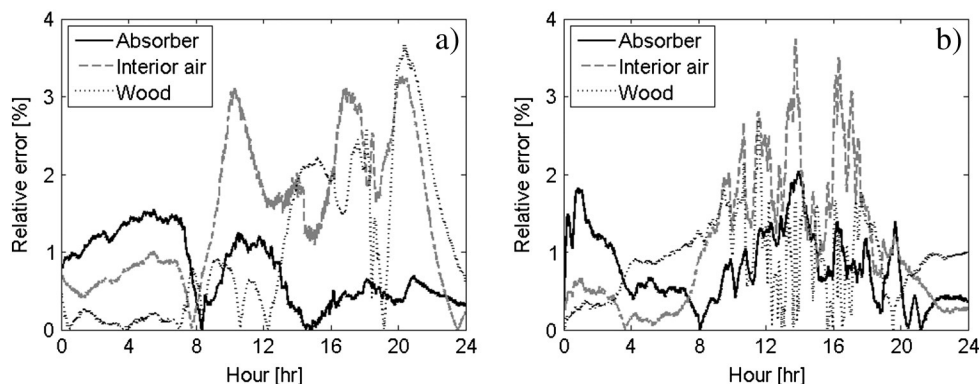 4
3
2
1
0
Relative error [%]
Absorber
Interior air
Wood
a)
0 4 8 12 16 20 24
Hour [hr]
4
3
2
1
0
Relative error [%]
Absorber
Interior air
Wood
b)
0 4 8 12 16 20 24
Hour [hr]